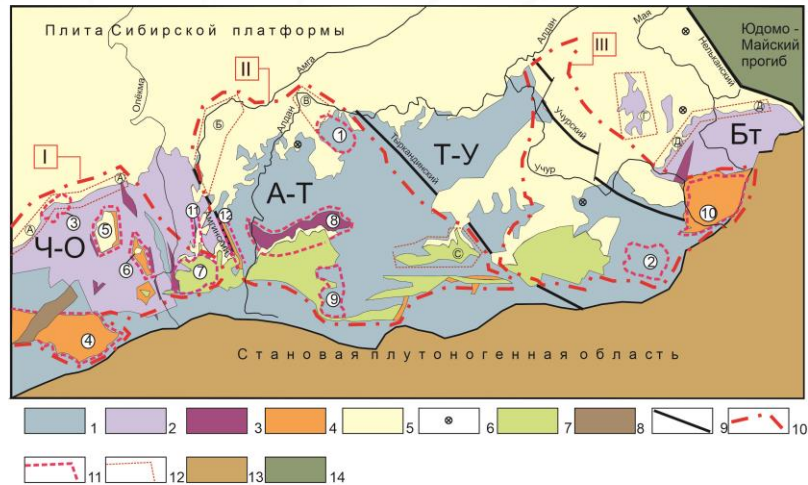 Плита Сибирской платформы
Юдомо -
Майский
прогиб
Олёкма
Амга
Алдан
Алдан
Мая
Нельканский
Учурский
Учур
Тыркандинский
Амгинский
I
II
III
Ч-О
А-Т
Т-У
Бт
А
А
Б
В
Г
Д
Д
С
1
2
3
4
5
6
7
8
9
10
11
12
Становая плутоногенная область
1 2 3 4 5 6 7 8 9 10
11 12 13 14